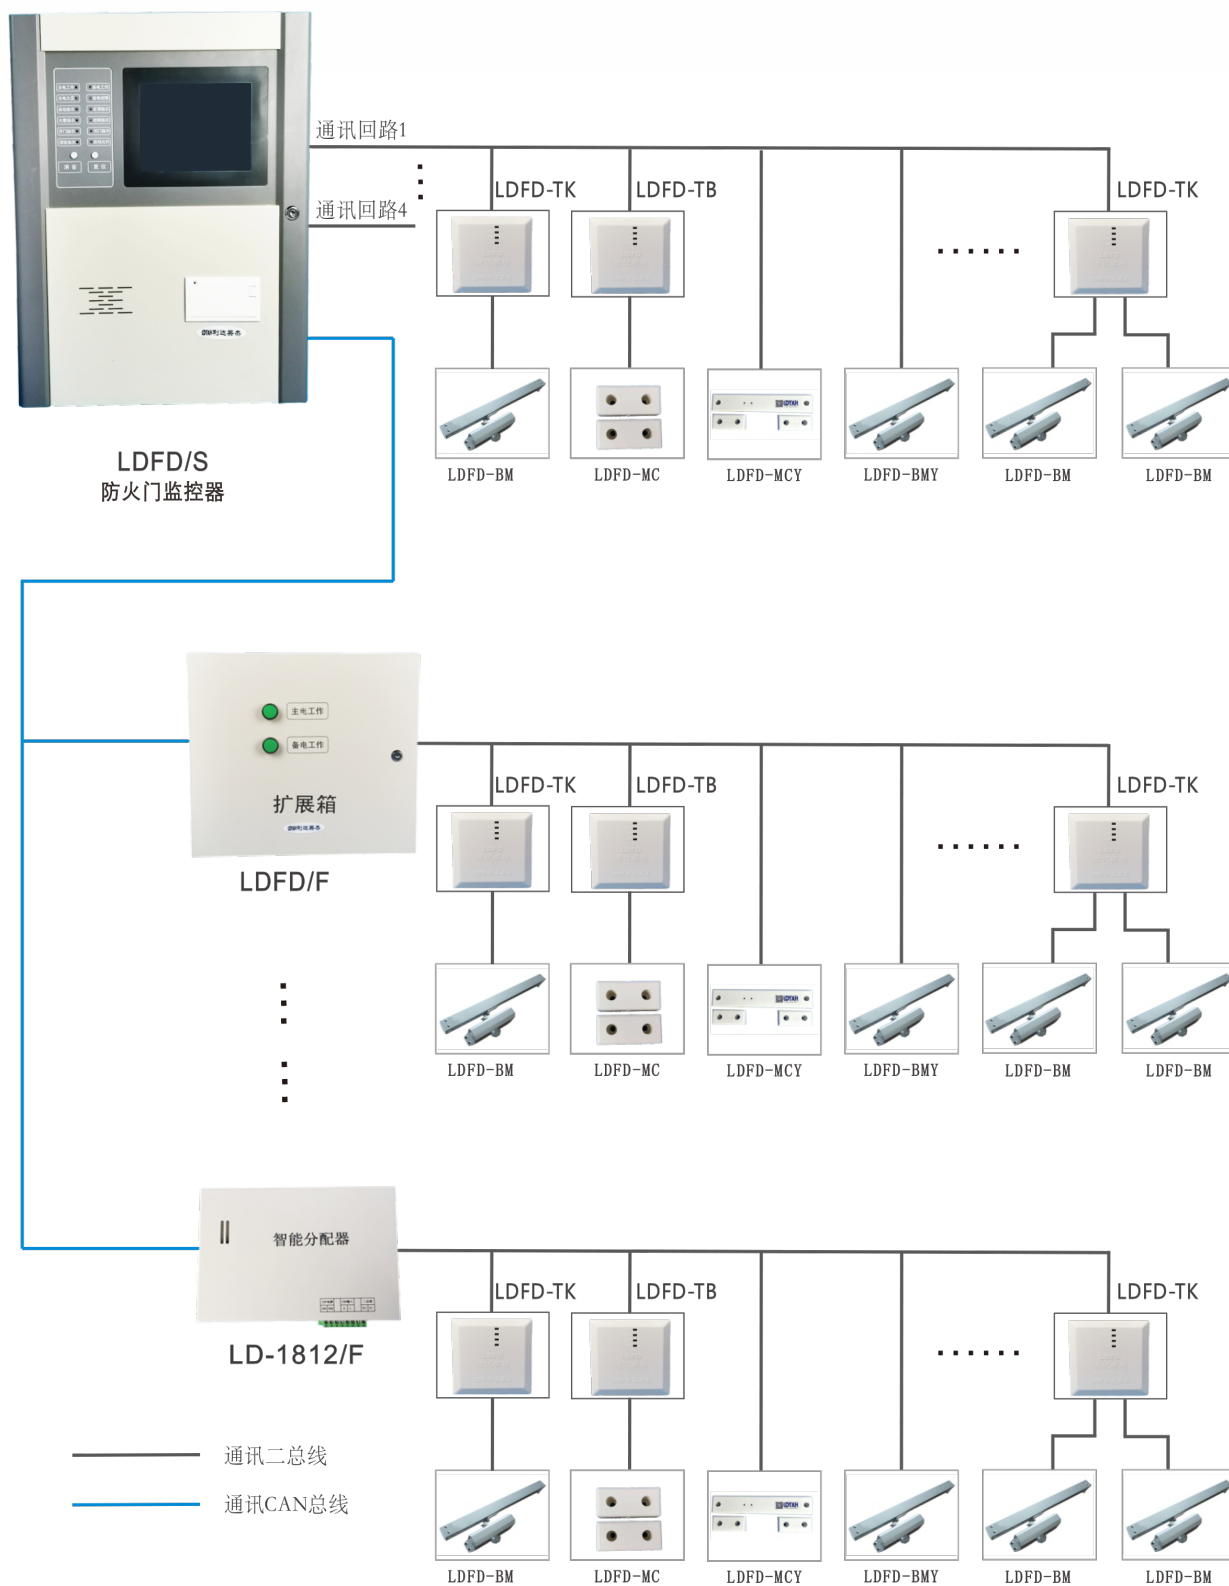 通讯回路1
通讯回路4
LDFD-TK
LDFD-TB
LDFD-TK
LDFD-BM
LDFD-MC
LDFD-MCY
LDFD-BMY
LDFD-BM
LDFD-BM
LDFD/S
防火门监控器
主电工作
备电工作
扩展箱
LDFD/F
LDFD-TK
LDFD-TB
LDFD-TK
LDFD-BM
LDFD-MC
LDFD-MCY
LDFD-BMY
LDFD-BM
LDFD-BM
智能分配器
LD-1812/F
LDFD-TK
LDFD-TB
LDFD-TK
通讯二总线
通讯CAN总线
LDFD-BM
LDFD-MC
LDFD-MCY
LDFD-BMY
LDFD-BM
LDFD-BM